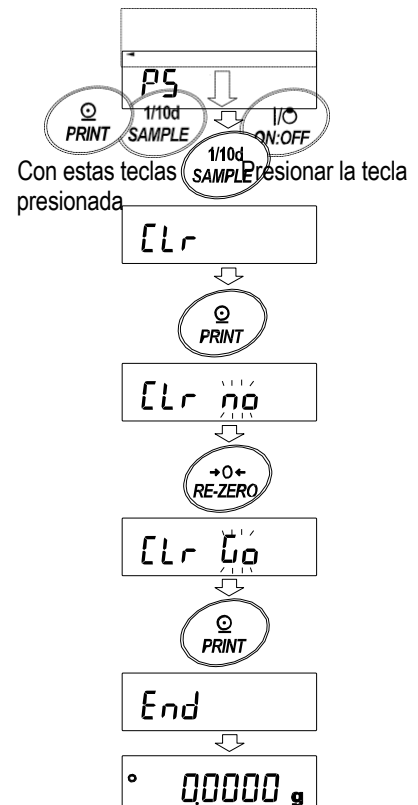 PS
PRINT
1/10d
SAMPLE
I/
ON:OFF
Con estas teclas
presionada
1/10d
SAMPLE
Presionar la tecla
CLr
PRINT
CLr no
→0←
RE-ZERO
CLr Go
PRINT
End
0.0000 g